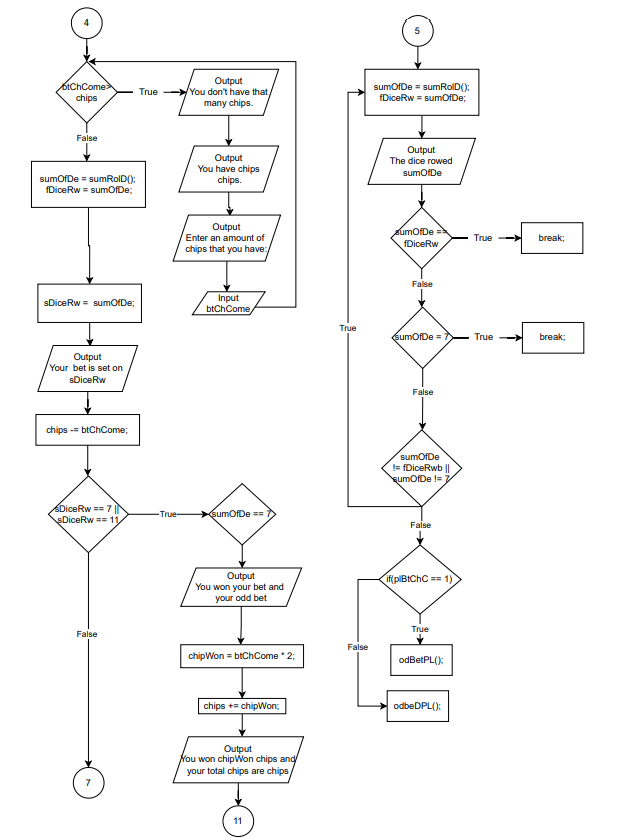 4
btChCome>
chips
True
Output
You don't have that
many chips.
False
Output
You have chips
chips.
sumOfDe = sumRolD();
fDiceRw = sumOfDe;
Output
Enter an amount of
chips that you have:
Input
btChCome
sDiceRw = sumOfDe;
Output
Your bet is set on
sDiceRw
chips -= btChCome;
sDiceRw == 7 ||
sDiceRw == 11
True
sumOfDe == 7
Output
You won your bet and
your odd bet
False
chipWon = btChCome * 2;
chips += chipWon;
Output
You won chipWon chips and
your total chips are chips
7
11
5
sumOfDe = sumRolD();
fDiceRw = sumOfDe;
Output
The dice rowed
sumOfDe
sumOfDe ==
fDiceRw
True
break;
False
sumOfDe = 7
True
break;
True
False
sumOfDe
!= fDiceRwb ||
sumOfDe != 7
False
if(plBtChC == 1)
True
False
odBetPL();
odbeDPL();